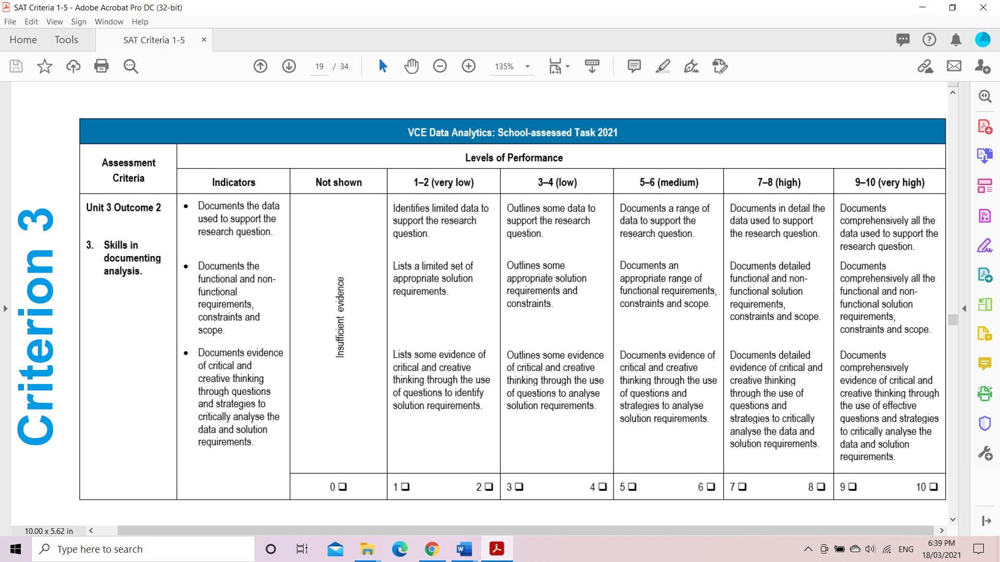 SAT Criteria 1-5 - Adobe Acrobat Pro DC (32-bit)
File Edit View Sign Window Help
Home Tools SAT Criteria 1-5 ×
19 / 34 135%
Criterion 3
VCE Data Analytics: School-assessed Task 2021
Assessment
Criteria
Levels of Performance
Indicators Not shown 1–2 (very low) 3–4 (low) 5–6 (medium) 7–8 (high) 9–10 (very high)
Unit 3 Outcome 2
3. Skills in
documenting
analysis.
• Documents the data
used to support the
research question.
• Documents the
functional and non-
functional
requirements,
constraints and
scope.
• Documents evidence
of critical and
creative thinking
through questions
and strategies to
critically analyse the
data and solution
requirements.
Insufficient evidence
Identifies limited data to
support the research
question.
Lists a limited set of
appropriate solution
requirements.
Lists some evidence of
critical and creative
thinking through the use
of questions to identify
solution requirements.
Outlines some data to
support the research
question.
Outlines some
appropriate solution
requirements and
constraints.
Outlines some evidence
of critical and creative
thinking through the use
of questions to analyse
solution requirements.
Documents a range of
data to support the
research question.
Documents an
appropriate range of
functional requirements,
constraints and scope.
Documents evidence of
critical and creative
thinking through the use
of questions and
strategies to analyse
solution requirements.
Documents in detail the
data used to support
the research question.
Documents detailed
functional and non-
functional solution
requirements,
constraints and scope.
Documents detailed
evidence of critical and
creative thinking
through the use of
questions and
strategies to critically
analyse the data and
solution requirements.
Documents
comprehensively all the
data used to support the
research question.
Documents
comprehensively all the
functional and non-
functional solution
requirements,
constraints and scope.
Documents
comprehensively
evidence of critical and
creative thinking through
the use of effective
questions and strategies
to critically analyse the
data and solution
requirements.
0 ❑ 1 ❑ 2 ❑ 3 ❑ 4 ❑ 5 ❑ 6 ❑ 7 ❑ 8 ❑ 9 ❑ 10 ❑
10.00 x 5.62 in
Type here to search
ENG
6:39 PM
18/03/2021